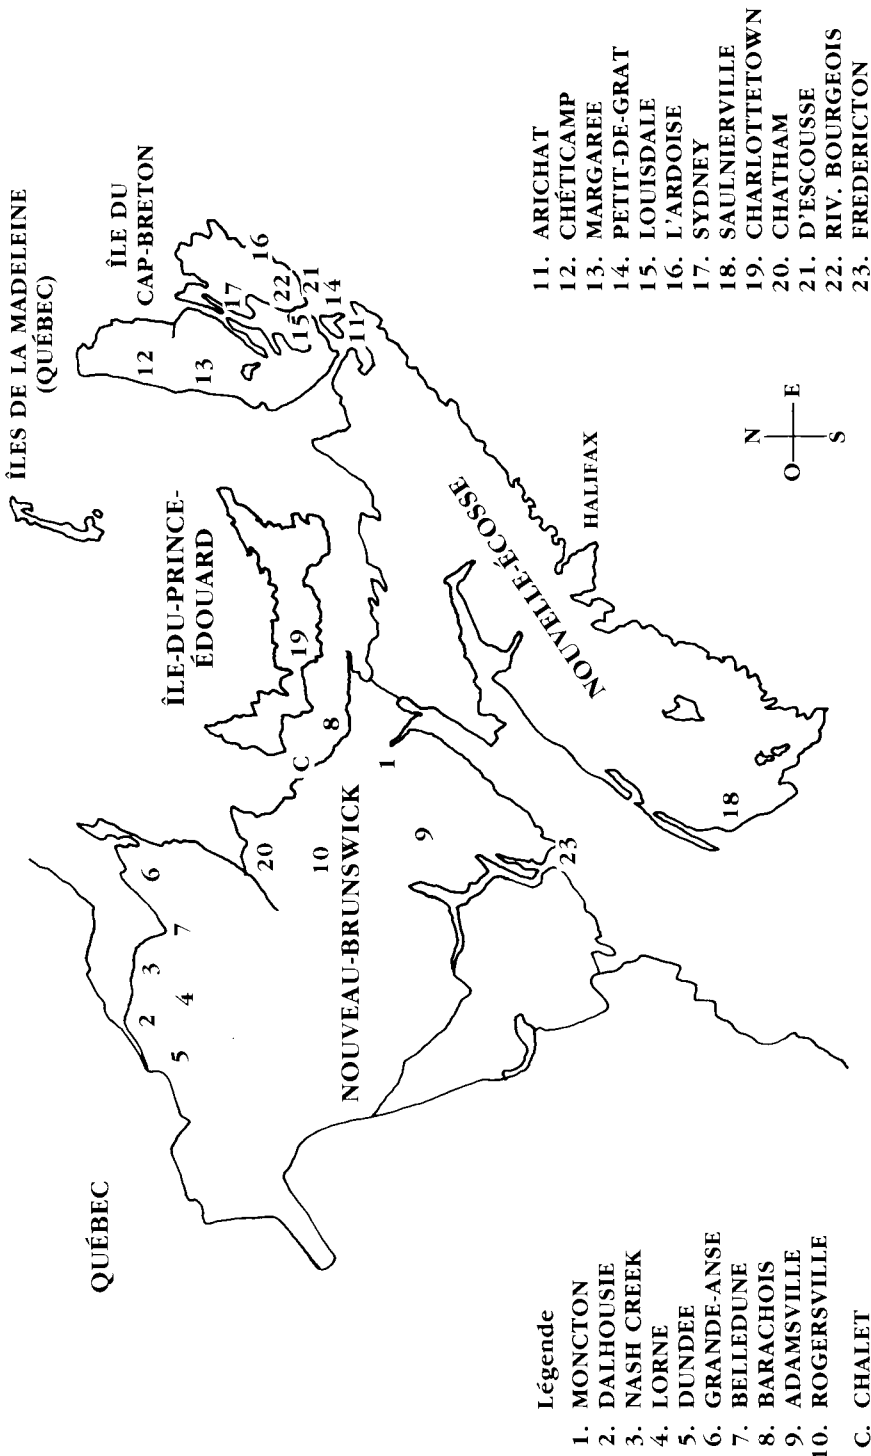 QUÉBEC
ÎLES DE LA MADELEINE
(QUÉBEC)
ÎLE DU
CAP-BRETON
ÎLE-DU-PRINCE-
ÉDOUARD
NOUVEAU-BRUNSWICK
NOUVELLE-ÉCOSSE
HALIFAX
5
2
4
3
7
6
20
10
9
23
1
C
8
19
18
12
13
17
16
22
21
15
14
11
N
O
E
S
Légende
1. MONCTON
2. DALHOUSIE
3. NASH CREEK
4. LORNE
5. DUNDEE
6. GRANDE-ANSE
7. BELLEDUNE
8. BARACHOIS
9. ADAMSVILLE
10. ROGERSVILLE
C. CHALET
11. ARICHAT
12. CHÉTICAMP
13. MARGAREE
14. PETIT-DE-GRAT
15. LOUISDALE
16. L'ARDOISE
17. SYDNEY
18. SAULNIERVILLE
19. CHARLOTTETOWN
20. CHATHAM
21. D'ESCOUSSE
22. RIV. BOURGEOIS
23. FREDERICTON